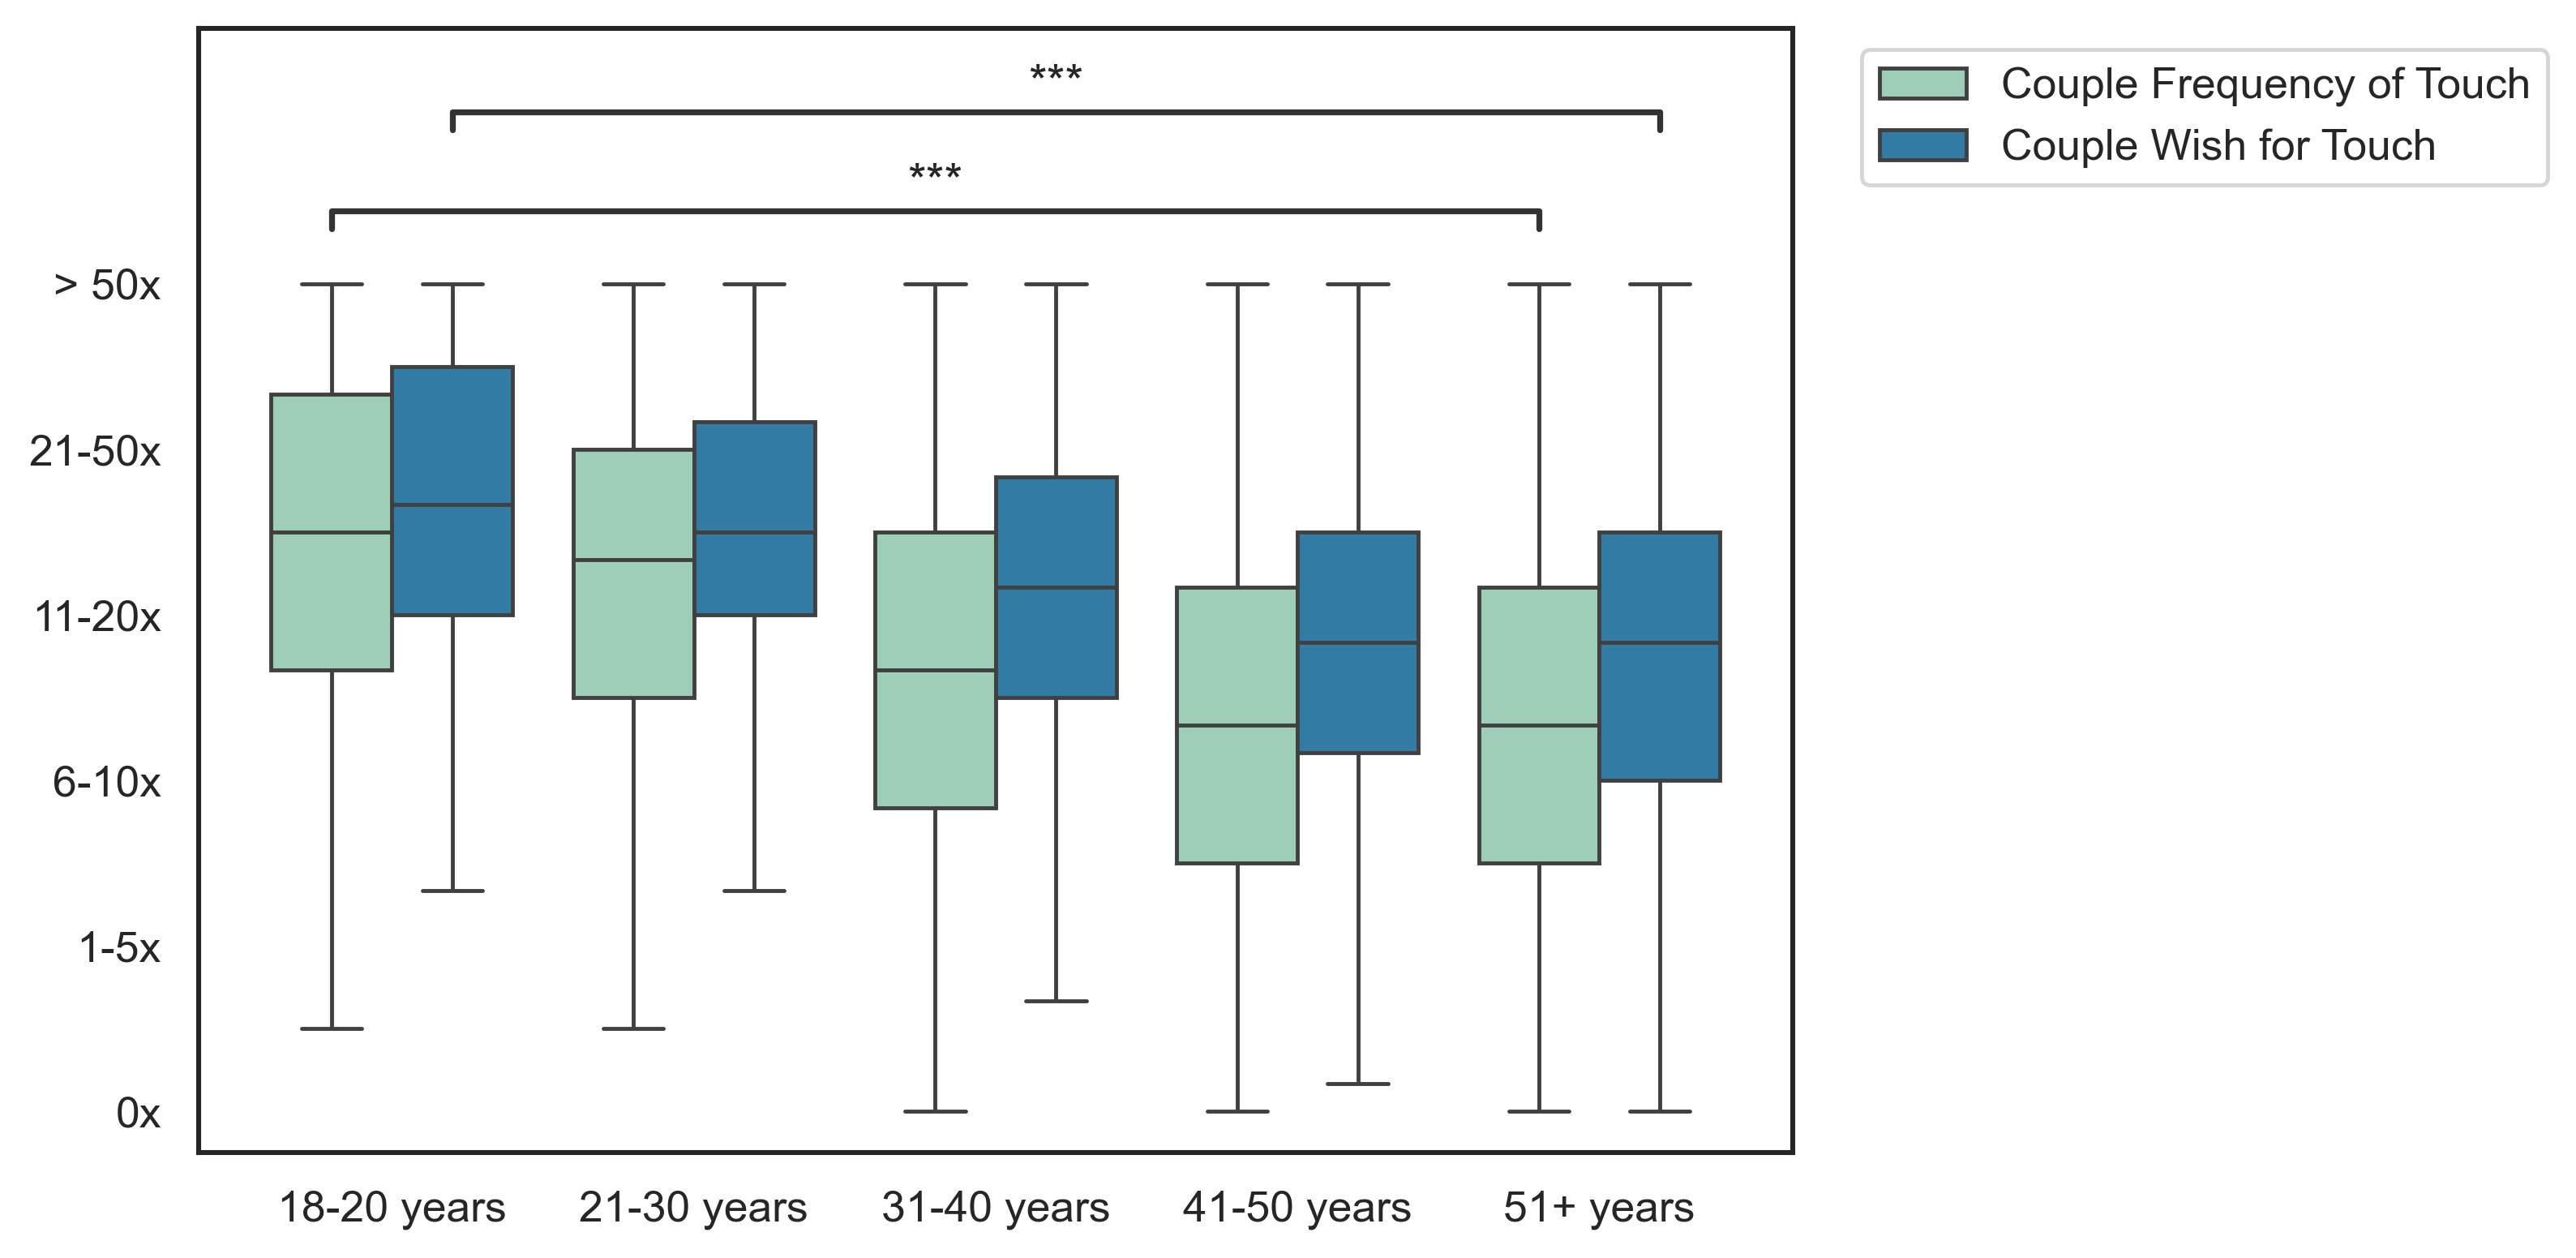 ***
***
Couple Frequency of Touch
Couple Wish for Touch
> 50x
21-50x
11-20x
6-10x
1-5x
0x
18-20 years
21-30 years
31-40 years
41-50 years
51+ years